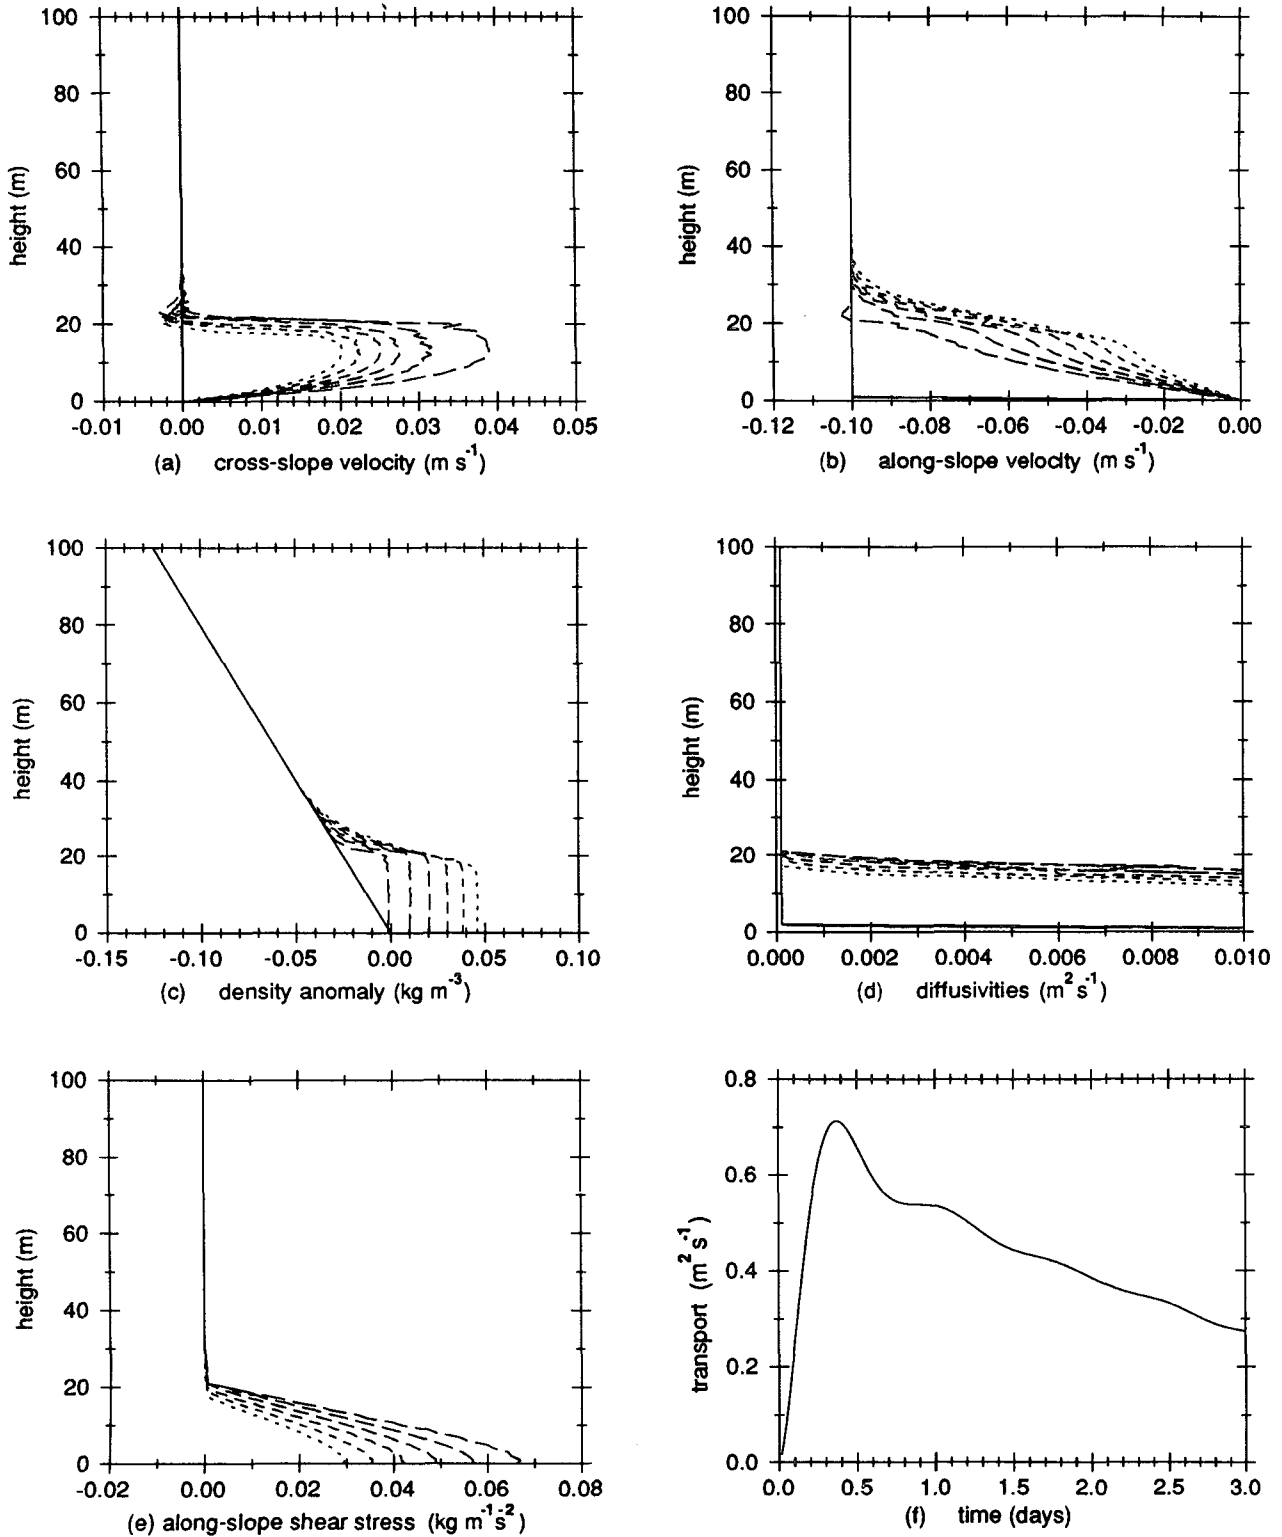 100
80
60
40
20
0
height (m)
-0.01 0.00 0.01 0.02 0.03 0.04 0.05
(a) cross-slope velocity (m s-1)
100
80
60
40
20
0
height (m)
-0.12 -0.10 -0.08 -0.06 -0.04 -0.02 0.00
(b) along-slope velocity (m s-1)
100
80
60
40
20
0
height (m)
-0.15 -0.10 -0.05 0.00 0.05 0.10
(c) density anomaly (kg m-3)
100
80
60
40
20
0
height (m)
0.000 0.002 0.004 0.006 0.008 0.010
(d) diffusivities (m2 s-1)
100
80
60
40
20
0
height (m)
-0.02 0.00 0.02 0.04 0.06 0.08
(e) along-slope shear stress (kg m-1s-2)
0.8
0.6
0.4
0.2
0.0
transport (m2 s-1)
0.0 0.5 1.0 1.5 2.0 2.5 3.0
(f) time (days)